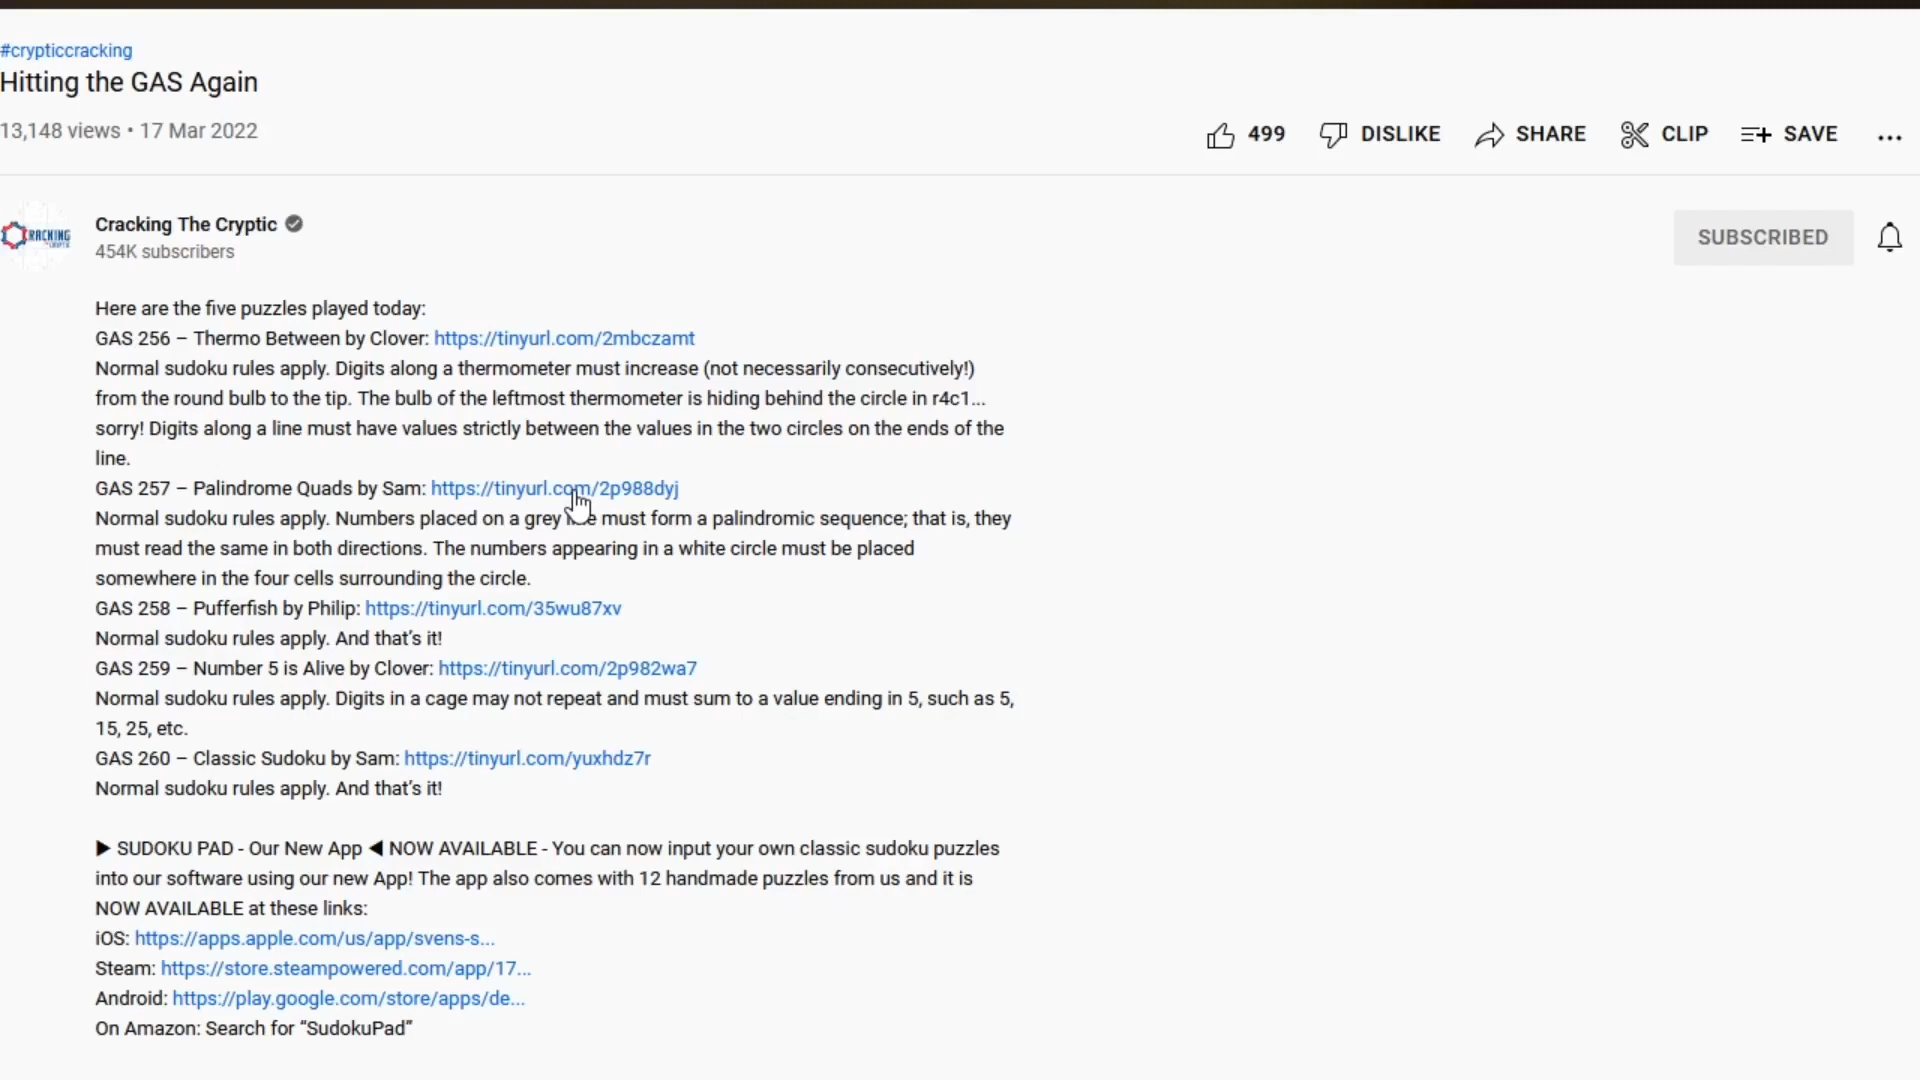 #crypticcracking
Hitting the GAS Again
13,148 views • 17 Mar 2022
499 DISLIKE SHARE CLIP SAVE ...
CRACKING
THE CRYPTIC
Cracking The Cryptic
454K subscribers
SUBSCRIBED
Here are the five puzzles played today:
GAS 256 – Thermo Between by Clover: https://tinyurl.com/2mbczamt
Normal sudoku rules apply. Digits along a thermometer must increase (not necessarily consecutively!)
from the round bulb to the tip. The bulb of the leftmost thermometer is hiding behind the circle in r4c1...
sorry! Digits along a line must have values strictly between the values in the two circles on the ends of the
line.
GAS 257 – Palindrome Quads by Sam: https://tinyurl.com/2p988dyj
Normal sudoku rules apply. Numbers placed on a grey line must form a palindromic sequence; that is, they
must read the same in both directions. The numbers appearing in a white circle must be placed
somewhere in the four cells surrounding the circle.
GAS 258 – Pufferfish by Philip: https://tinyurl.com/35wu87xv
Normal sudoku rules apply. And that’s it!
GAS 259 – Number 5 is Alive by Clover: https://tinyurl.com/2p982wa7
Normal sudoku rules apply. Digits in a cage may not repeat and must sum to a value ending in 5, such as 5,
15, 25, etc.
GAS 260 – Classic Sudoku by Sam: https://tinyurl.com/yuxhdz7r
Normal sudoku rules apply. And that’s it!
▶ SUDOKU PAD - Our New App ◀ NOW AVAILABLE - You can now input your own classic sudoku puzzles
into our software using our new App! The app also comes with 12 handmade puzzles from us and it is
NOW AVAILABLE at these links:
iOS: https://apps.apple.com/us/app/svens-s...
Steam: https://store.steampowered.com/app/17...
Android: https://play.google.com/store/apps/de...
On Amazon: Search for “SudokuPad”